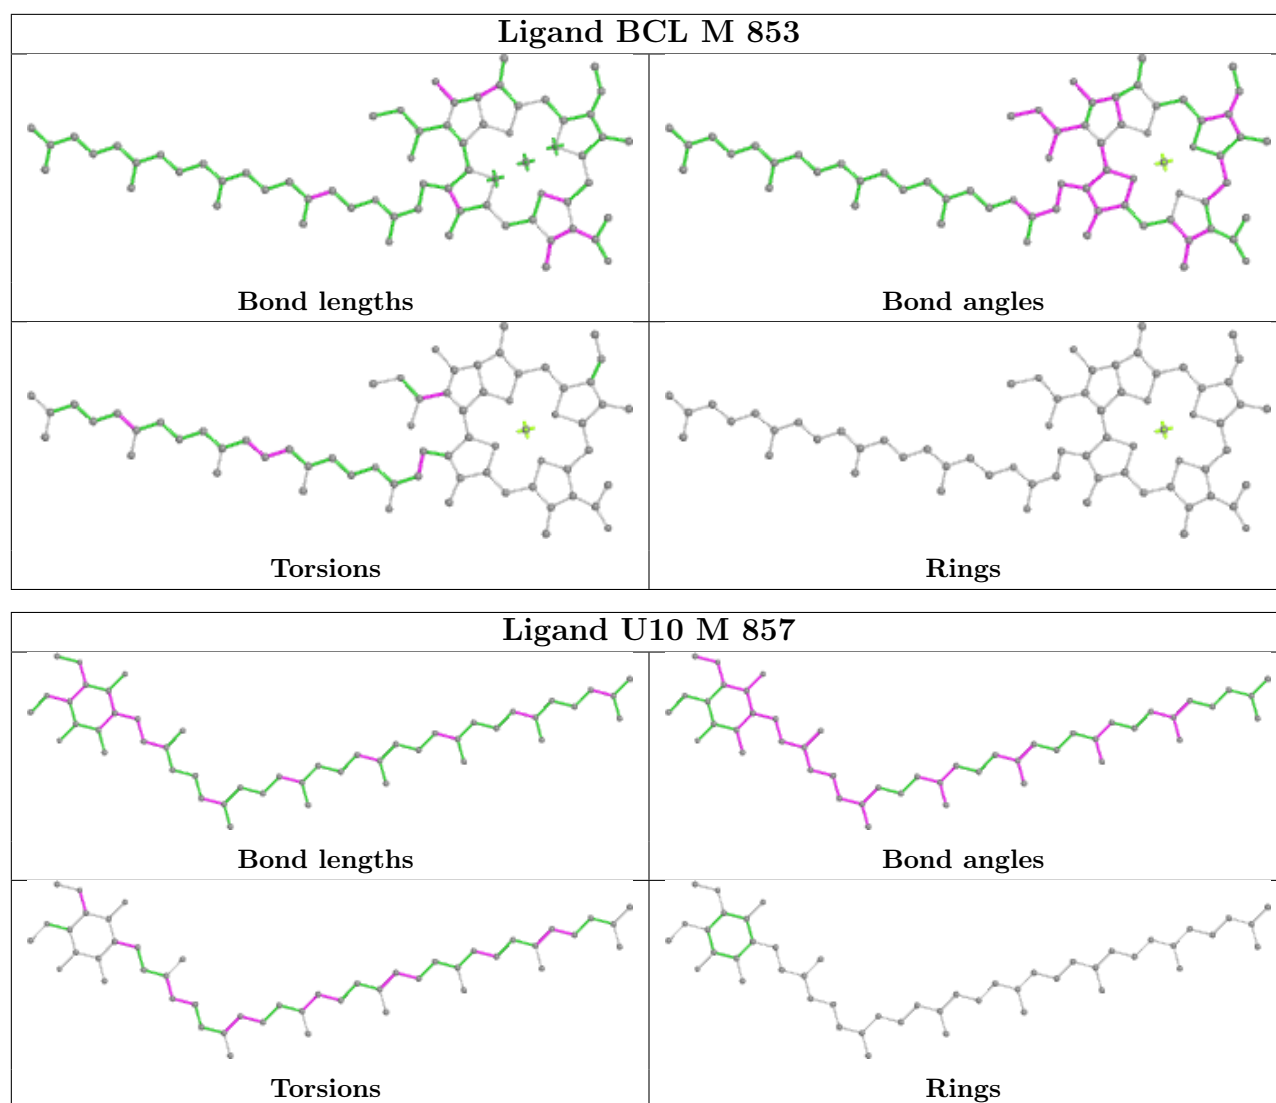 Ligand BCL M 853
Bond lengths
Bond angles
Torsions
Rings
Ligand U10 M 857
Bond lengths
Bond angles
Torsions
Rings